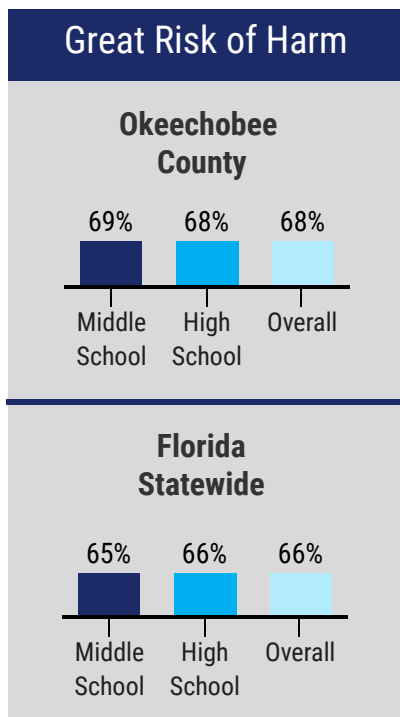 Great Risk of Harm
Okeechobee
County
69% 68% 68%
Middle High Overall
School School
Florida
Statewide
65% 66% 66%
Middle High Overall
School School